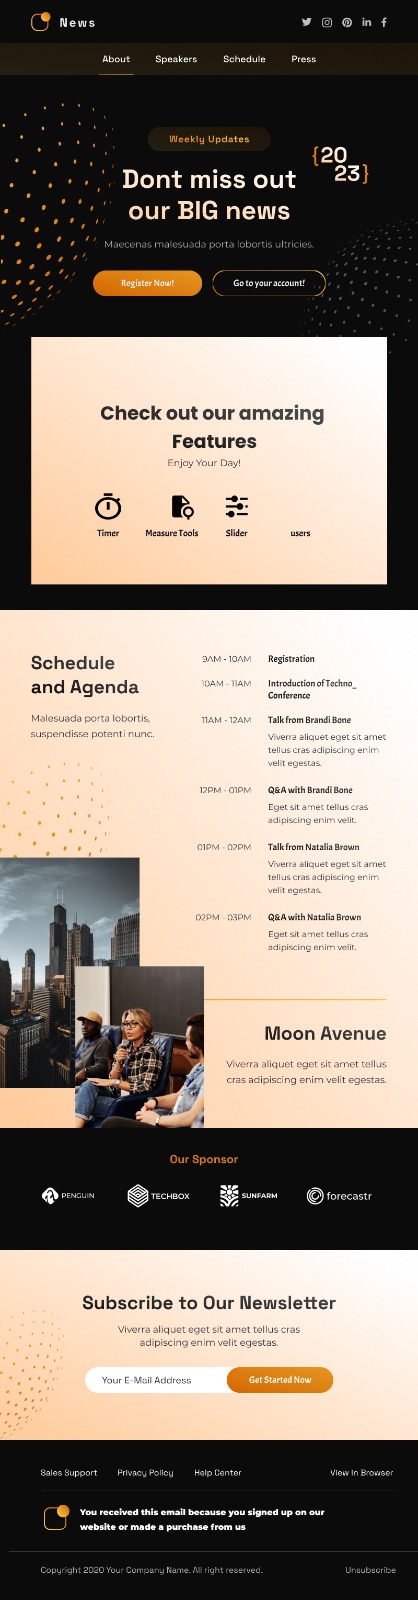 News
About Speakers Schedule Press
Weekly Updates
{20
23}
Dont miss out
our BIG news
Maecenas malesuada porta lobortis ultricies.
Register Now! Go to your account!
Check out our amazing
Features
Enjoy Your Day!
Timer Measure Tools Slider users
Schedule
and Agenda
Malesuada porta lobortis,
suspendisse potenti nunc.
9AM - 10AM Registration
10AM - 11AM Introduction of Techno_
Conference
11AM - 12AM Talk from Brandi Bone
Viverra aliquet eget sit amet
tellus cras adipiscing enim
velit egestas.
12PM - 01PM Q&A with Brandi Bone
Eget sit amet tellus cras
adipiscing enim velit.
01PM - 02PM Talk from Natalia Brown
Viverra aliquet eget sit amet
tellus cras adipiscing enim
velit egestas.
02PM - 03PM Q&A with Natalia Brown
Eget sit amet tellus cras
adipiscing enim velit.
Moon Avenue
Viverra aliquet eget sit amet tellus
cras adipiscing enim velit egestas.
Our Sponsor
PENGUIN TECHBOX SUNFARM forecastr
Subscribe to Our Newsletter
Viverra aliquet eget sit amet tellus cras
adipiscing enim velit egestas.
Your E-Mail Address Get Started Now
Sales Support Privacy Policy Help Center View In Browser
You received this email because you signed up on our
website or made a purchase from us
Copyright 2020 Your Company Name. All right reserved. Unsubscribe